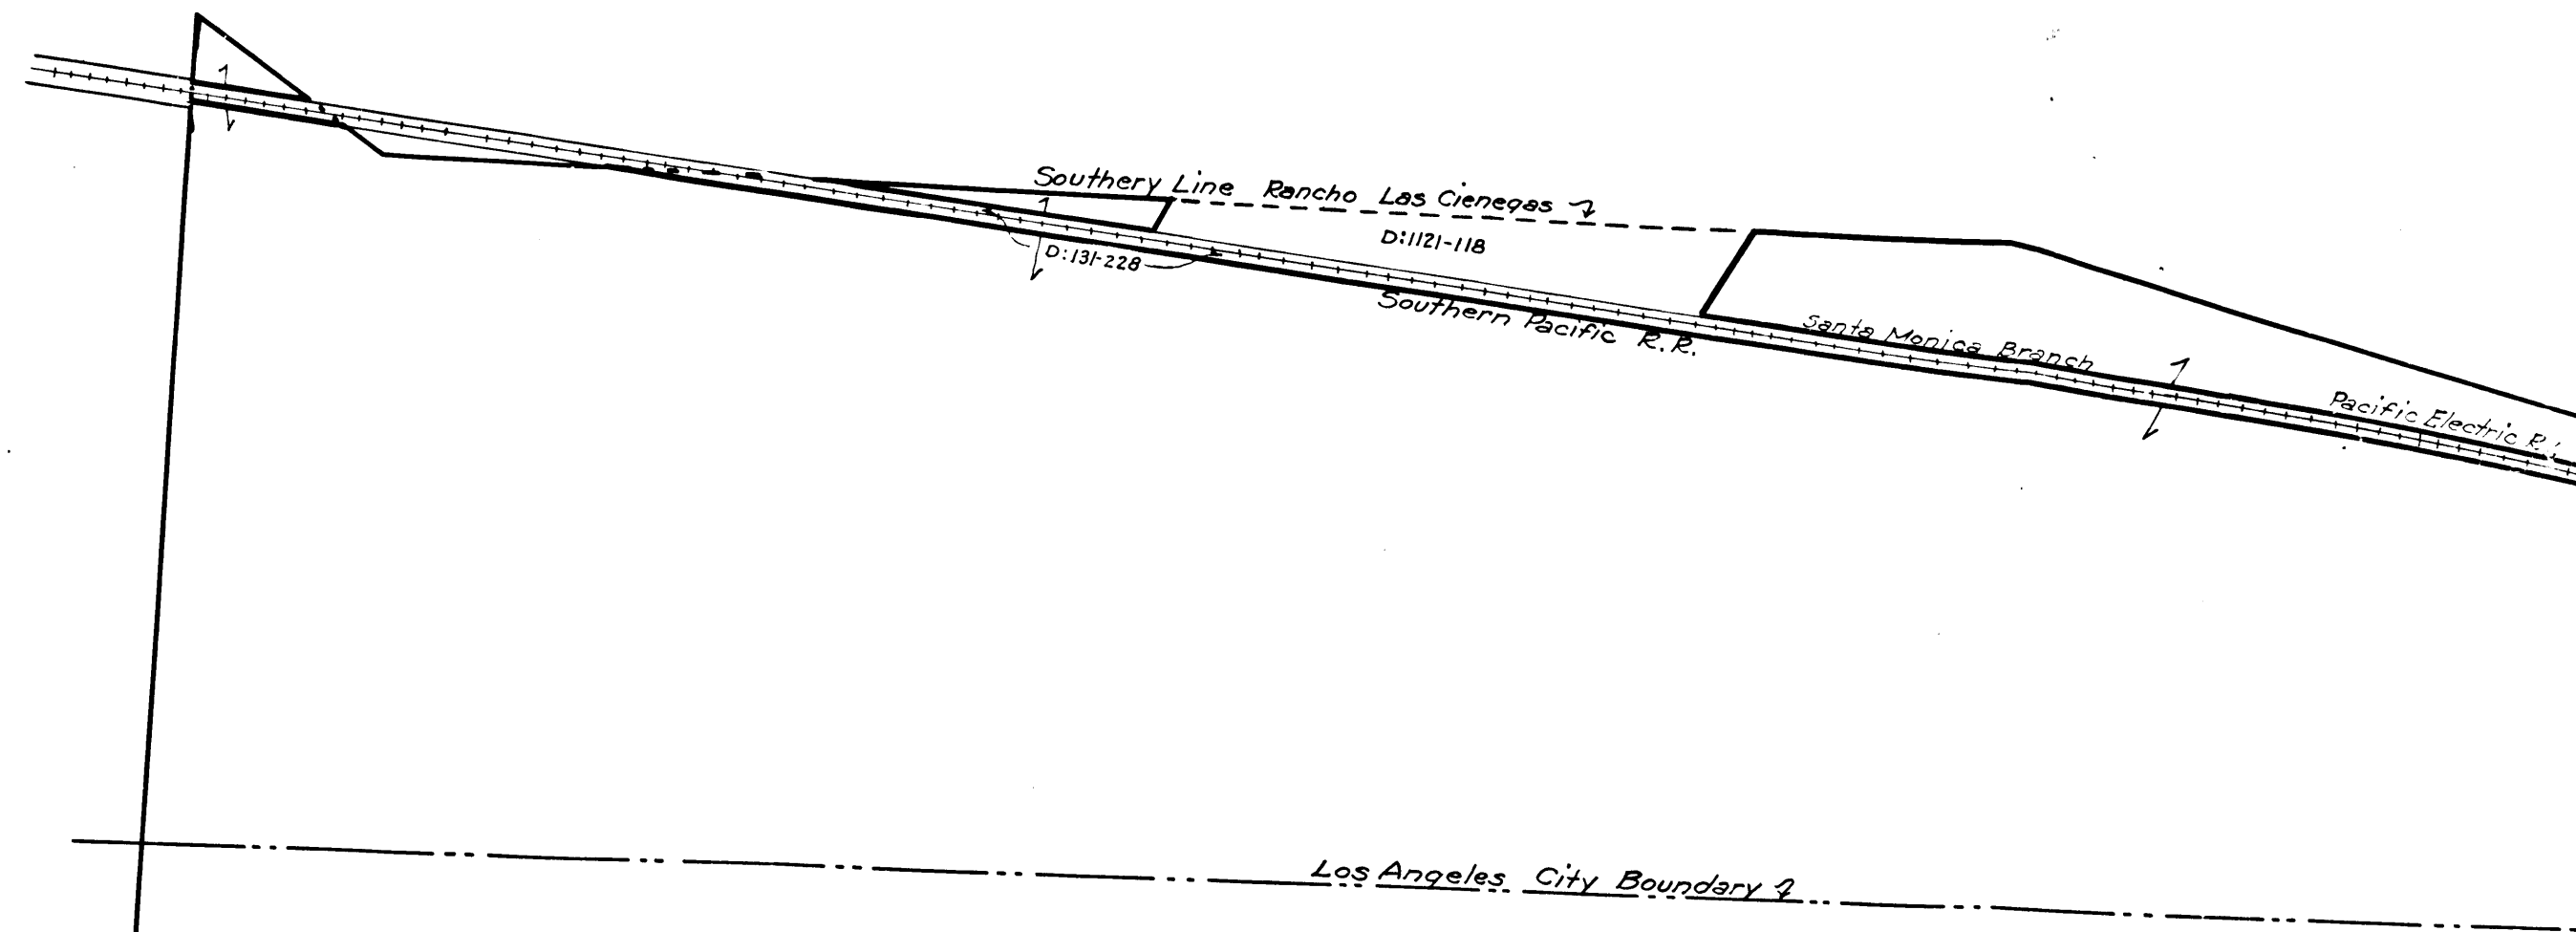 Southery Line Rancho Las Cienegas
D:1121-118
D:131-228
Southern Pacific R.R.
Santa Monica Branch
Pacific Electric
Los Angeles City Boundary